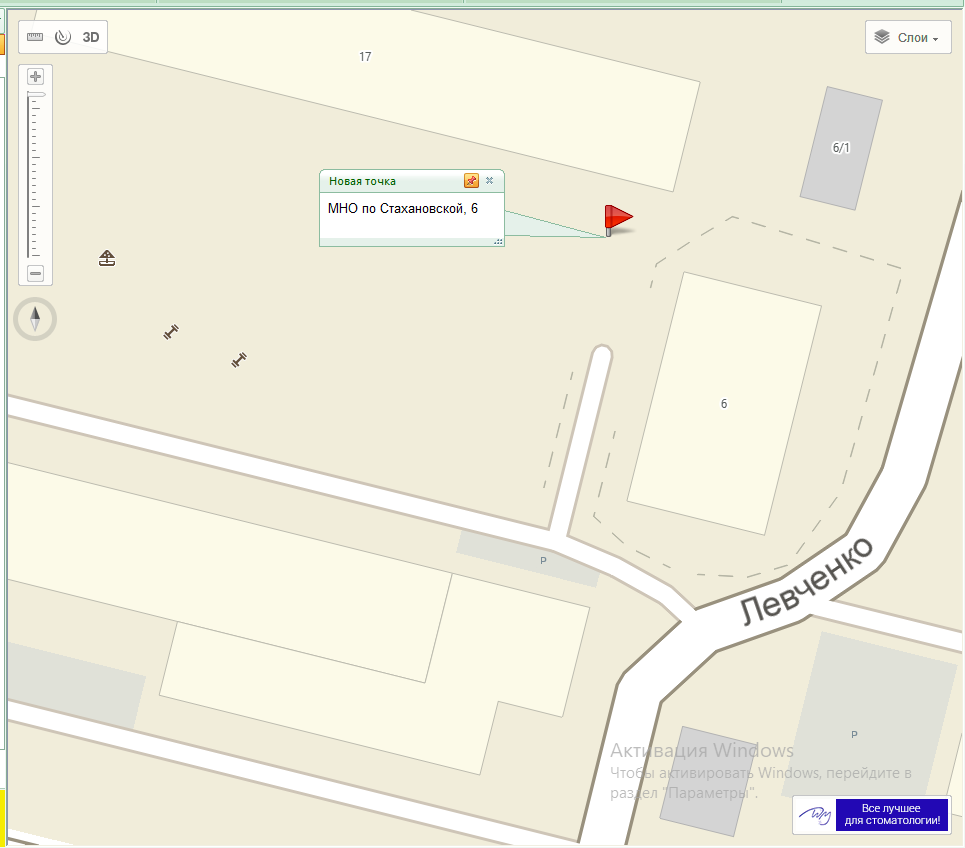 3D
Слои
17
6/1
Новая точка
МНО по Стахановской, 6
6
P
Левченко
P
Активация Windows
Чтобы активировать Windows, перейдите в
раздел "Параметры".
Все лучшее
для стоматологии!